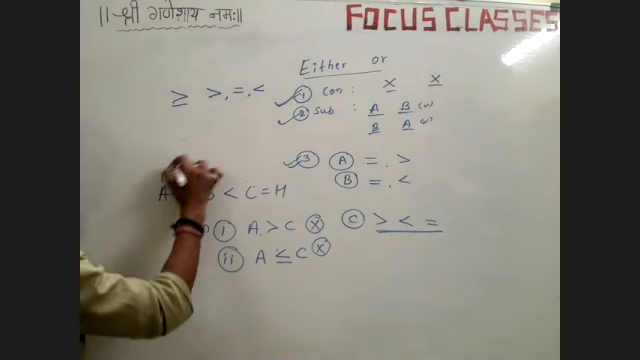 ||श्री गणेशाय नमः||
FOCUS CLASSES
Either or
≥ >,=,<
① Con : X X
② Sub : A B (✓)
B A (✓)
③ Ⓐ = . >
Ⓑ = . <
A < C = H
Ⓘ A > C Ⓧ
Ⓒ > < =
ⓘⓘ A ≤ C Ⓧ